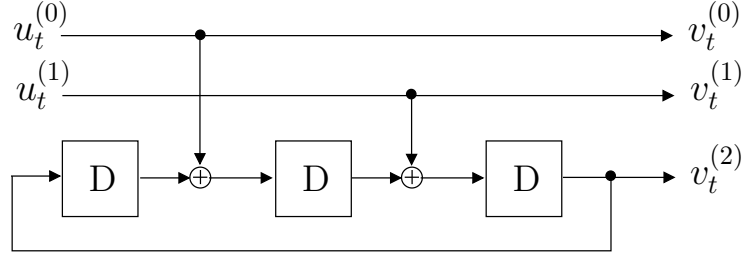 u_t^{(0)} v_t^{(0)}
u_t^{(1)} v_t^{(1)}
D D D v_t^{(2)}